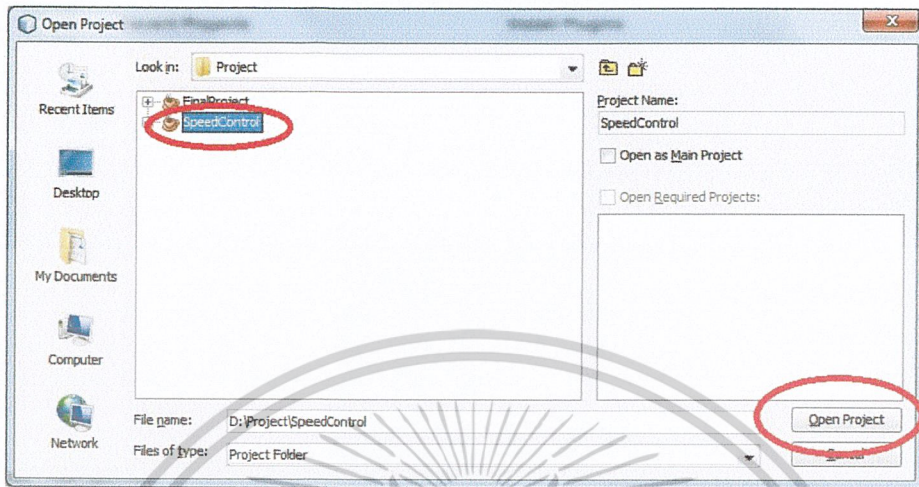 Open Project
Look in: Project
Recent Items
Desktop
My Documents
Computer
Network
FinalProject
SpeedControl
Project Name:
SpeedControl
Open as Main Project
Open Required Projects:
File name: D:\Project\SpeedControl
Files of type: Project Folder
Open Project
Cancel